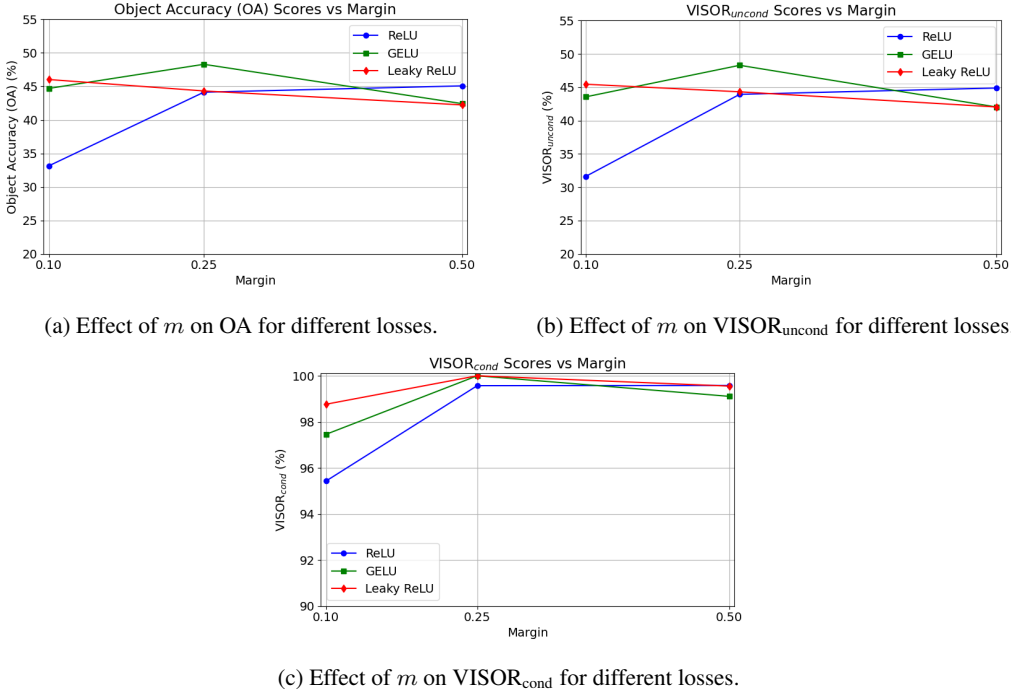 Object Accuracy (OA) Scores vs Margin
55
50
45
40
35
30
25
20
Object Accuracy (OA) (%)
ReLU
GELU
Leaky ReLU
0.10
0.25
0.50
Margin
(a) Effect of m on OA for different losses.
VISOR_uncond Scores vs Margin
55
50
45
40
35
30
25
20
VISOR_uncond (%)
ReLU
GELU
Leaky ReLU
0.10
0.25
0.50
Margin
(b) Effect of m on VISOR_uncond for different losses
VISOR_cond Scores vs Margin
100
98
96
94
92
90
VISOR_cond (%)
ReLU
GELU
Leaky ReLU
0.10
0.25
0.50
Margin
(c) Effect of m on VISOR_cond for different losses.